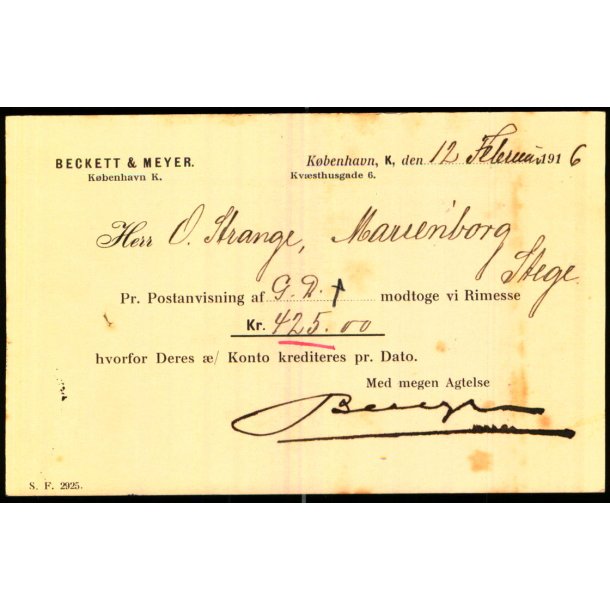 BECKETT & MEYER.
København K.
København, K, den 12 Februar 1916
Kvæsthusgade 6.
Herr O. Strange, Marienborg
Stege.
Pr. Postanvisning af G. D. modtoge vi Rimesse
Kr. 425.00
hvorfor Deres æ/ Konto krediteres pr. Dato.
Med megen Agtelse
S. F. 2925.